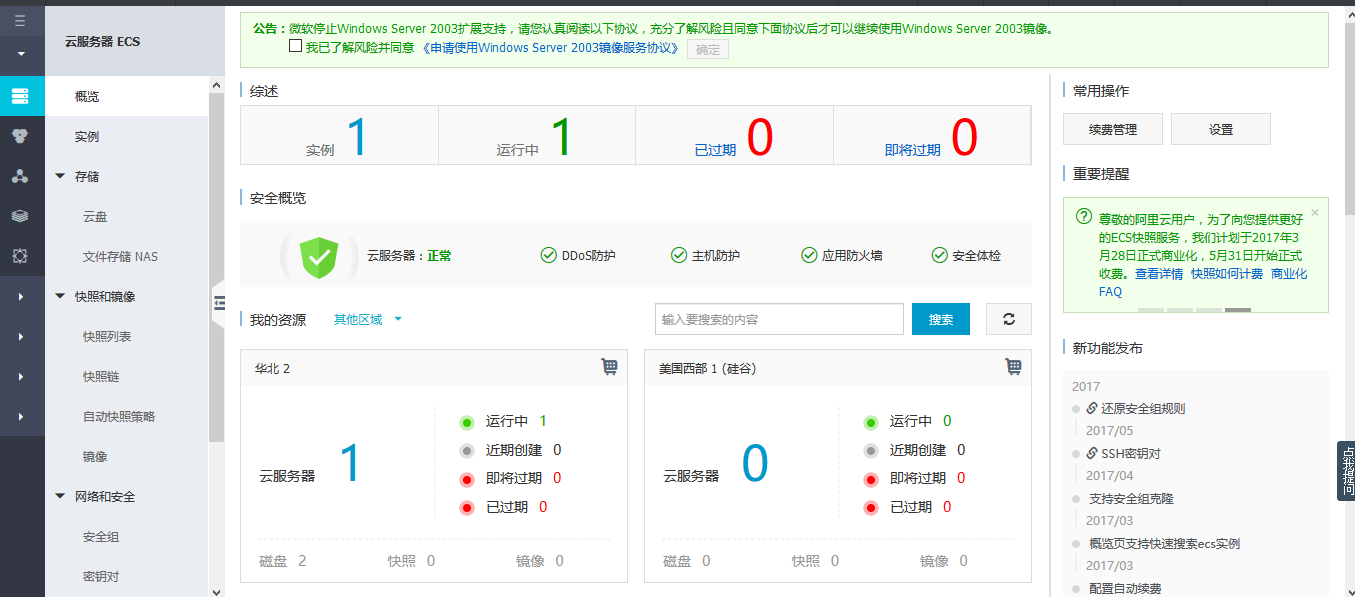 云服务器 ECS
概览
实例
存储
云盘
文件存储 NAS
快照和镜像
快照列表
快照链
自动快照策略
镜像
网络和安全
安全组
密钥对
公告：微软停止Windows Server 2003扩展支持，请您认真阅读以下协议，充分了解风险且同意下面协议后才可以继续使用Windows Server 2003镜像。
我已了解风险并同意 《申请使用Windows Server 2003镜像服务协议》 确定
综述
实例 1
运行中 1
已过期 0
即将过期 0
安全概览
云服务器：正常
DDoS防护
主机防护
应用防火墙
安全体检
我的资源 其他区域
输入要搜索的内容
搜索
华北 2
云服务器 1
运行中 1
近期创建 0
即将过期 0
已过期 0
磁盘 2 快照 0 镜像 0
美国西部 1 (硅谷)
云服务器 0
运行中 0
近期创建 0
即将过期 0
已过期 0
磁盘 0 快照 0 镜像 0
常用操作
续费管理 设置
重要提醒
尊敬的阿里云用户，为了向您提供更好
的ECS快照服务，我们计划于2017年3
月28日正式商业化，5月31日开始正式
收费。查看详情 快照如何计费 商业化
FAQ
新功能发布
2017
还原安全组规则
2017/05
SSH密钥对
2017/04
支持安全组克隆
2017/03
概览页支持快速搜索ecs实例
2017/03
配置自动续费
点我提问